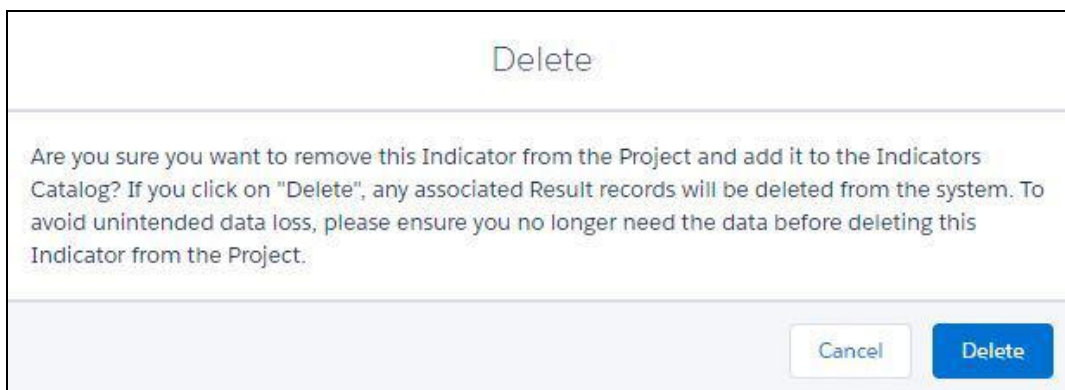 Delete
Are you sure you want to remove this Indicator from the Project and add it to the Indicators
Catalog? If you click on "Delete", any associated Result records will be deleted from the system. To
avoid unintended data loss, please ensure you no longer need the data before deleting this
Indicator from the Project.
Cancel
Delete